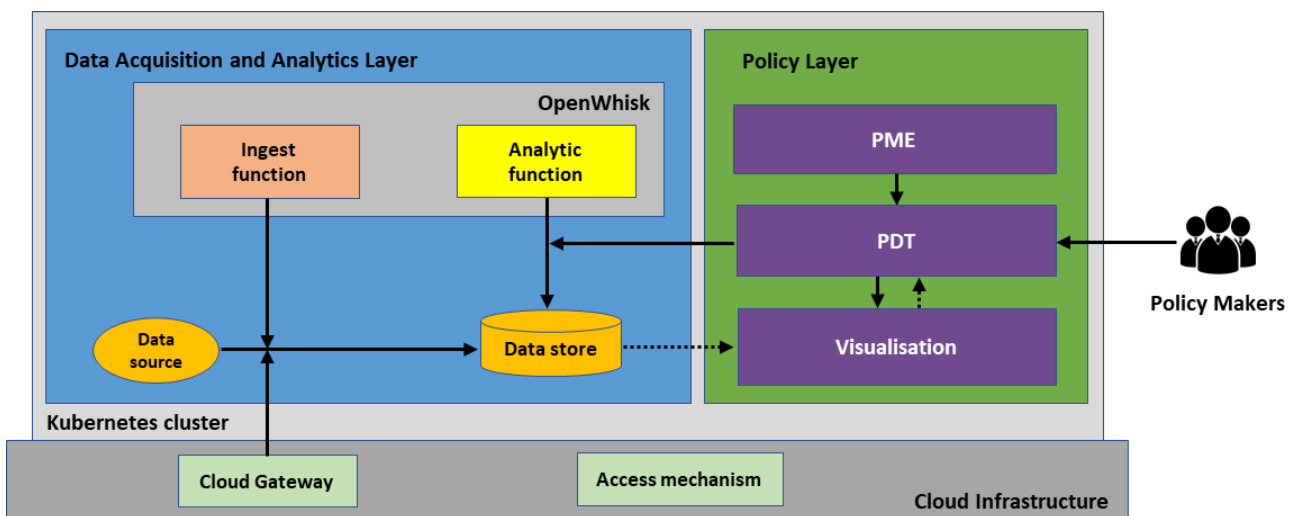 Data Acquisition and Analytics Layer
Policy Layer
OpenWhisk
Ingest
function
Analytic
function
PME
PDT
Policy Makers
Data
source
Data store
Visualisation
Kubernetes cluster
Cloud Gateway
Access mechanism
Cloud Infrastructure